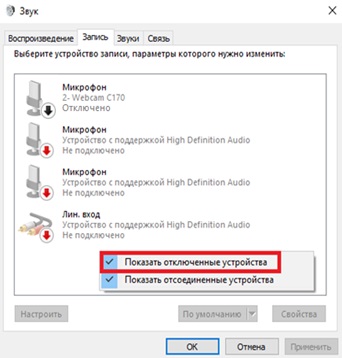 Звук
Воспроизведение Запись Звуки Связь
Выберите устройство записи, параметры которого нужно изменить:
Микрофон
2- Webcam C170
Отключено
Микрофон
Устройство с поддержкой High Definition Audio
Не подключено
Микрофон
Устройство с поддержкой High Definition Audio
Не подключено
Лин. вход
Устройство с поддержкой High Definition Audio
Не подключено
Показать отключенные устройства
Показать отсоединенные устройства
Настроить По умолчанию Свойства
ОК Отмена Применить